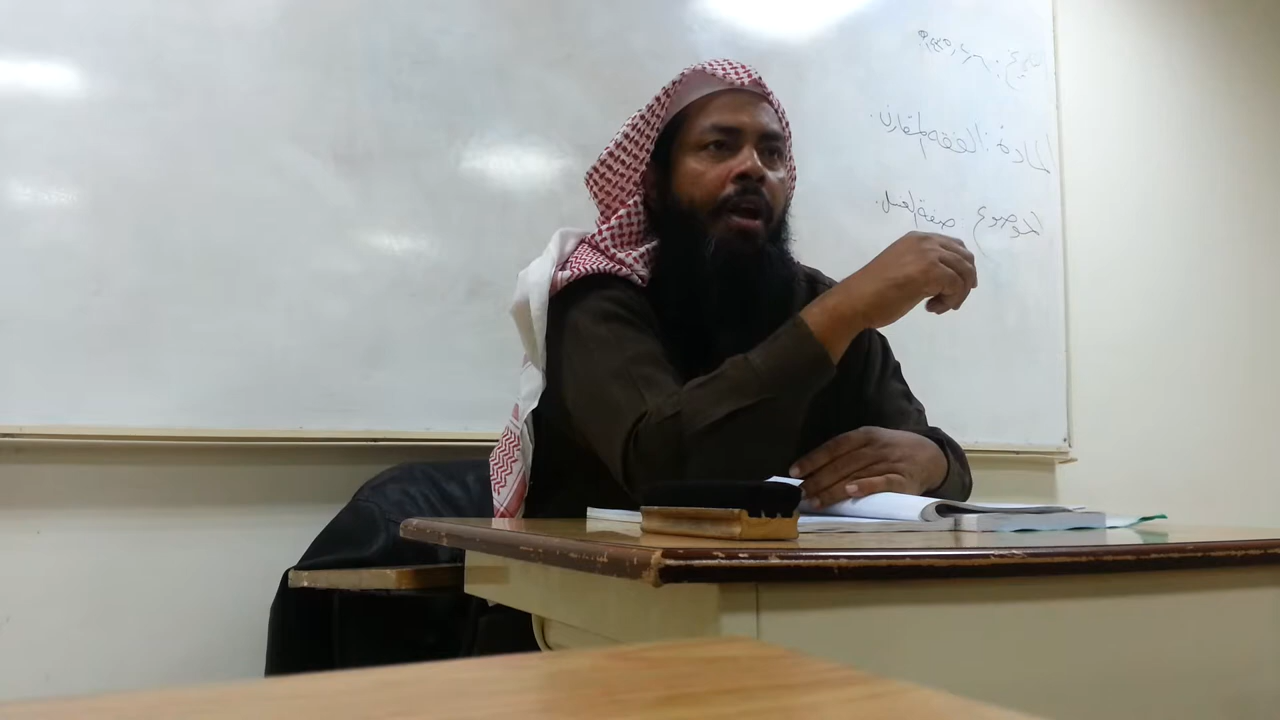 المادة: الفقه المقارن.
الموضوع: صفة الغسل.